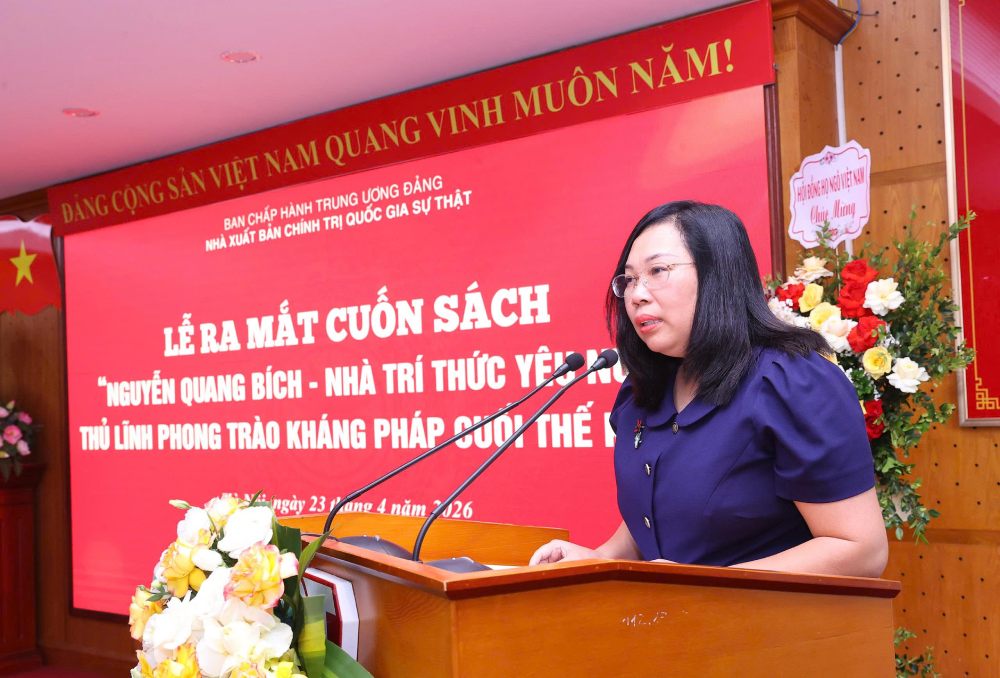 ĐẢNG CỘNG SẢN VIỆT NAM QUANG VINH MUÔN NĂM!
BAN CHẤP HÀNH TRUNG ƯƠNG ĐẢNG
NHÀ XUẤT BẢN CHÍNH TRỊ QUỐC GIA SỰ THẬT
LỄ RA MẮT CUỐN SÁCH
"NGUYỄN QUANG BÍCH - NHÀ TRÍ THỨC YÊU
THỦ LĨNH PHONG TRÀO KHÁNG PHÁP CUỐI THẾ
Hà Nội, ngày 23 tháng 4 năm 2026
HỘI ĐỒNG HỌ NGÔ VIỆT NAM
Chúc Mừng